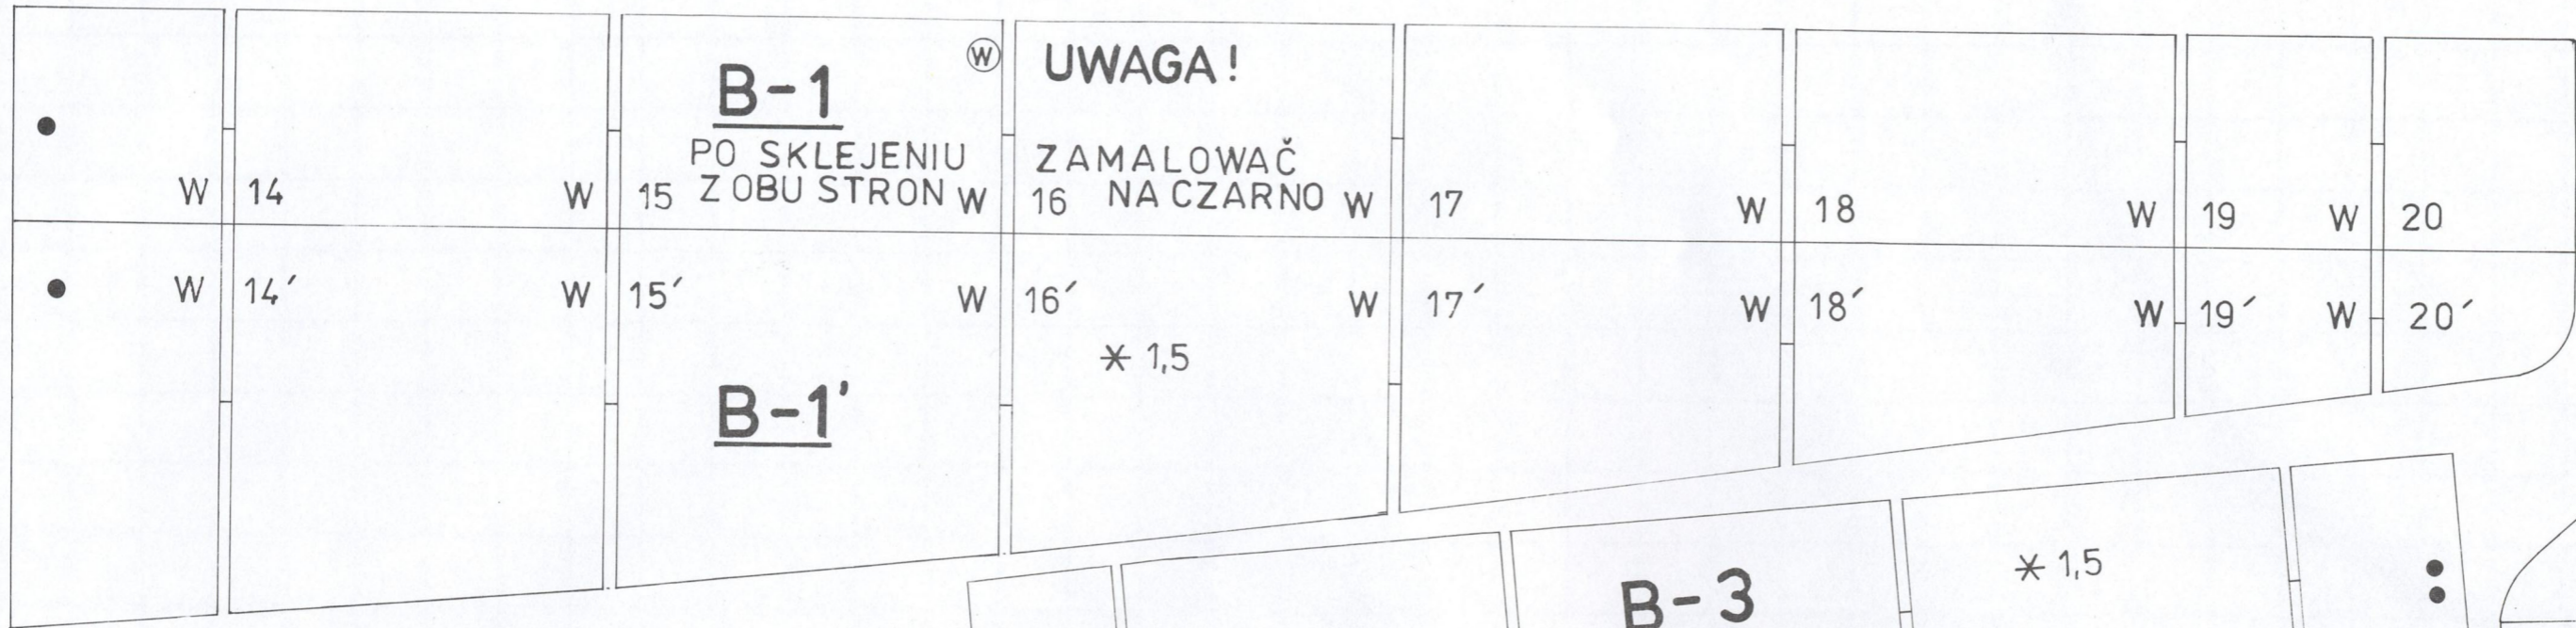 B-1
W UWAGA!
PO SKLEJENIU ZAMALOWAČ
Z OBU STRON NA CZARNO
W 14 W 15 W 16 W 17 W 18 W 19 W 20
W 14′ W 15′ W 16′ W 17′ W 18′ W 19′ W 20′
* 1,5
B-1'
* 1,5
B-3